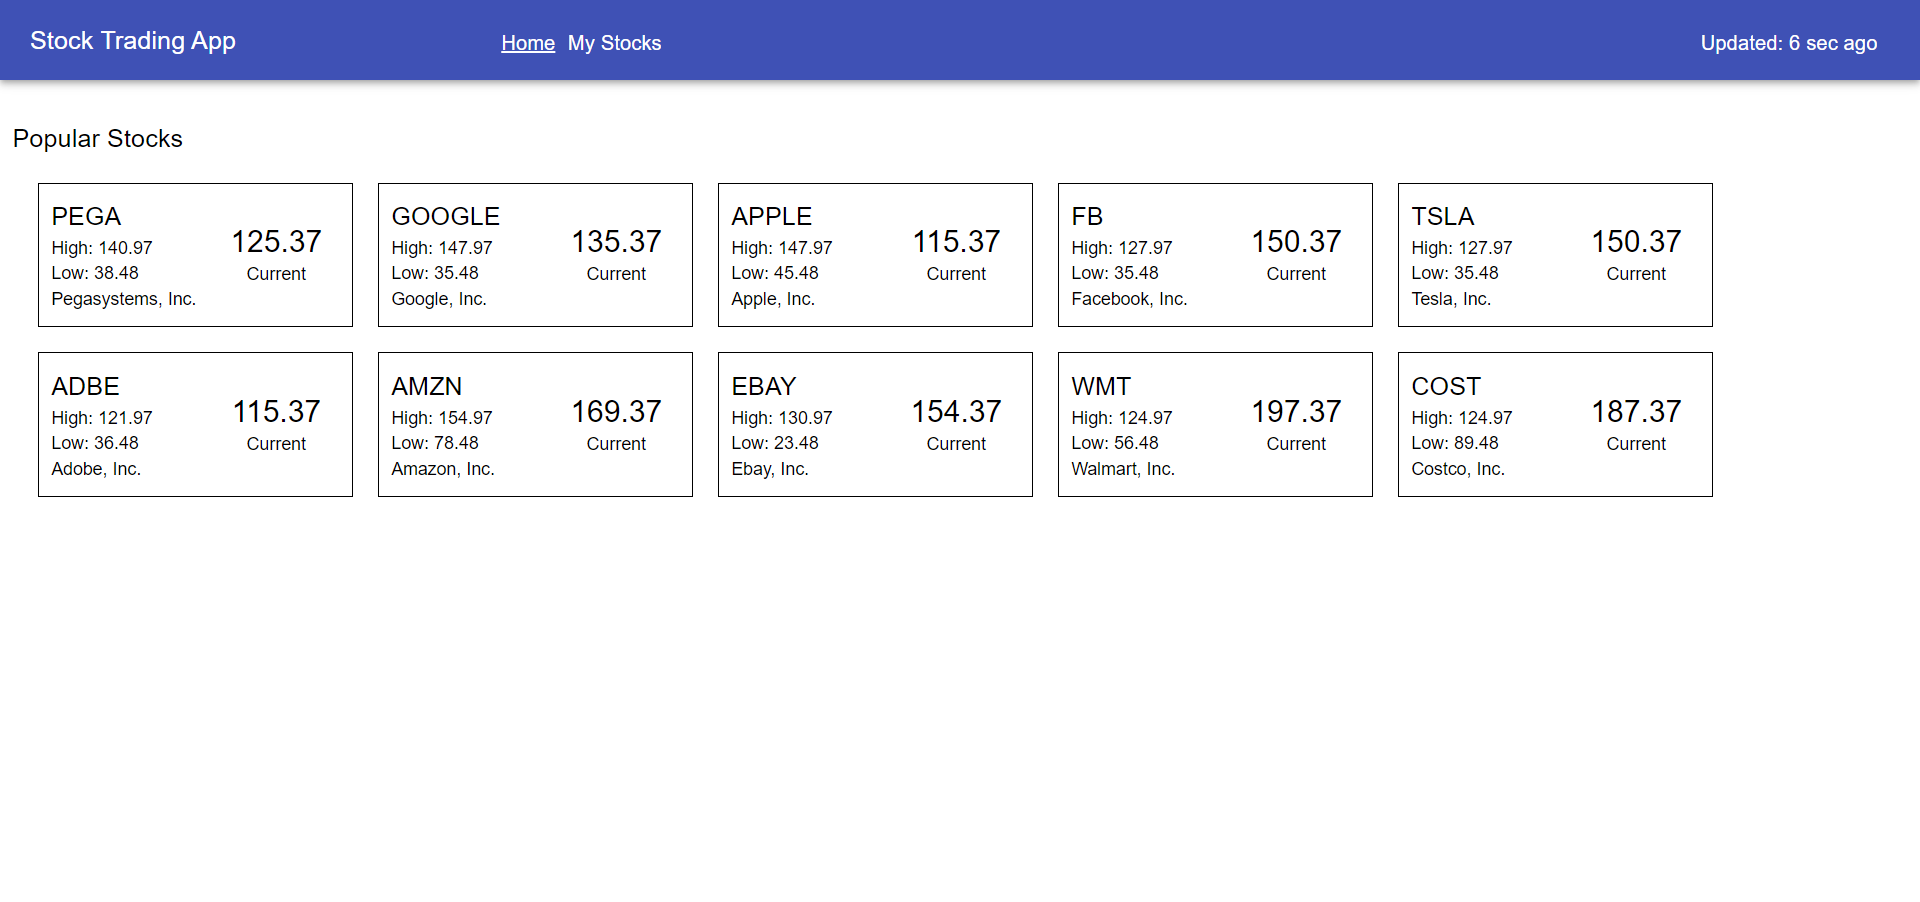 Stock Trading App
Home My Stocks
Updated: 6 sec ago
Popular Stocks
PEGA
High: 140.97
Low: 38.48
Pegasystems, Inc.
125.37
Current
GOOGLE
High: 147.97
Low: 35.48
Google, Inc.
135.37
Current
APPLE
High: 147.97
Low: 45.48
Apple, Inc.
115.37
Current
FB
High: 127.97
Low: 35.48
Facebook, Inc.
150.37
Current
TSLA
High: 127.97
Low: 35.48
Tesla, Inc.
150.37
Current
ADBE
High: 121.97
Low: 36.48
Adobe, Inc.
115.37
Current
AMZN
High: 154.97
Low: 78.48
Amazon, Inc.
169.37
Current
EBAY
High: 130.97
Low: 23.48
Ebay, Inc.
154.37
Current
WMT
High: 124.97
Low: 56.48
Walmart, Inc.
197.37
Current
COST
High: 124.97
Low: 89.48
Costco, Inc.
187.37
Current